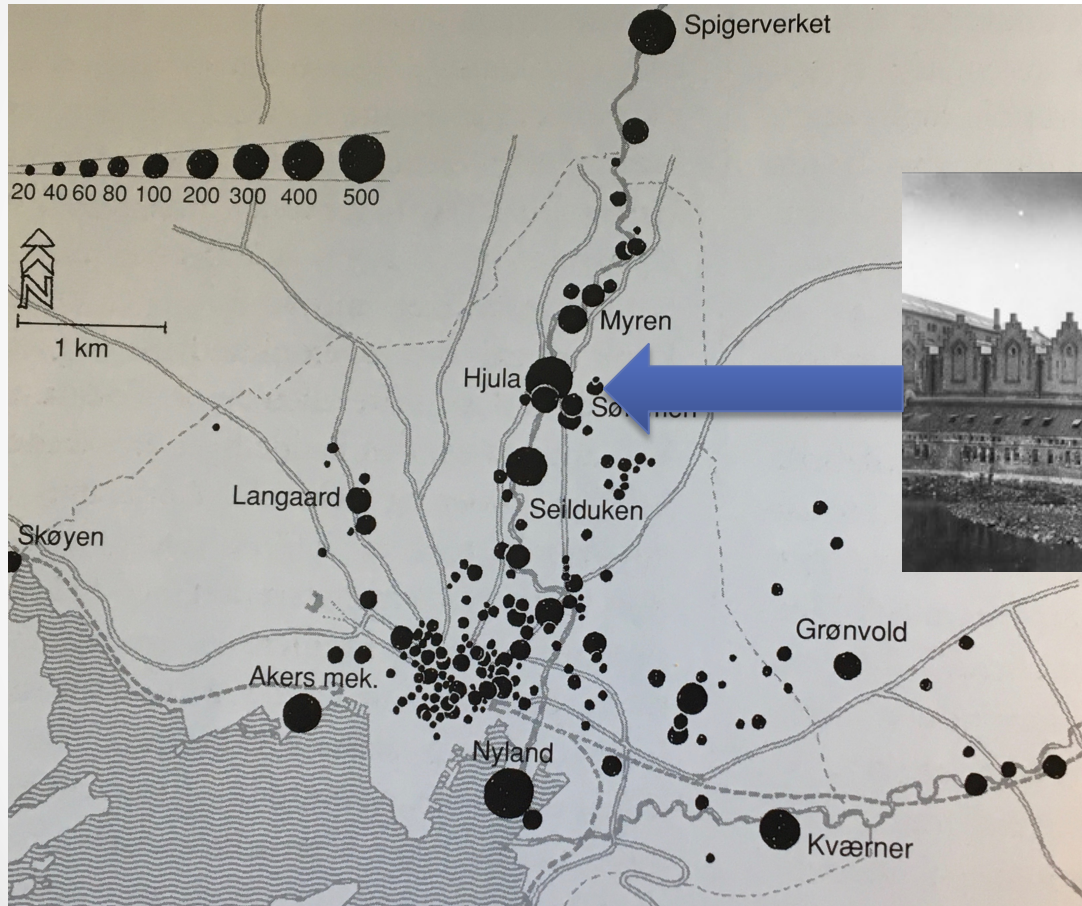 Spigerverket
20 40 60 80 100 200 300 400 500
N
1 km
Myren
Hjula
Langaard
Seilduken
Skøyen
Grønvold
Akers mek.
Nyland
Kværner